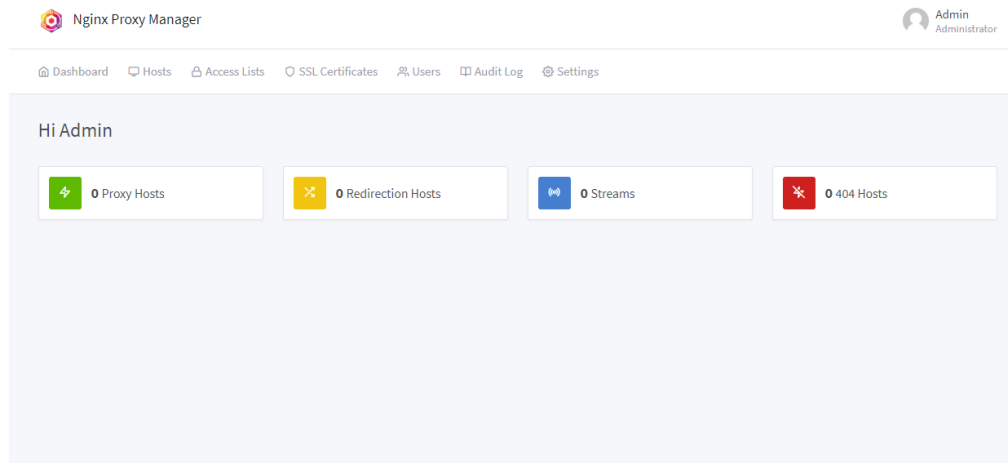 Nginx Proxy Manager
Admin
Administrator
Dashboard Hosts Access Lists SSL Certificates Users Audit Log Settings
Hi Admin
0 Proxy Hosts 0 Redirection Hosts 0 Streams 0 404 Hosts